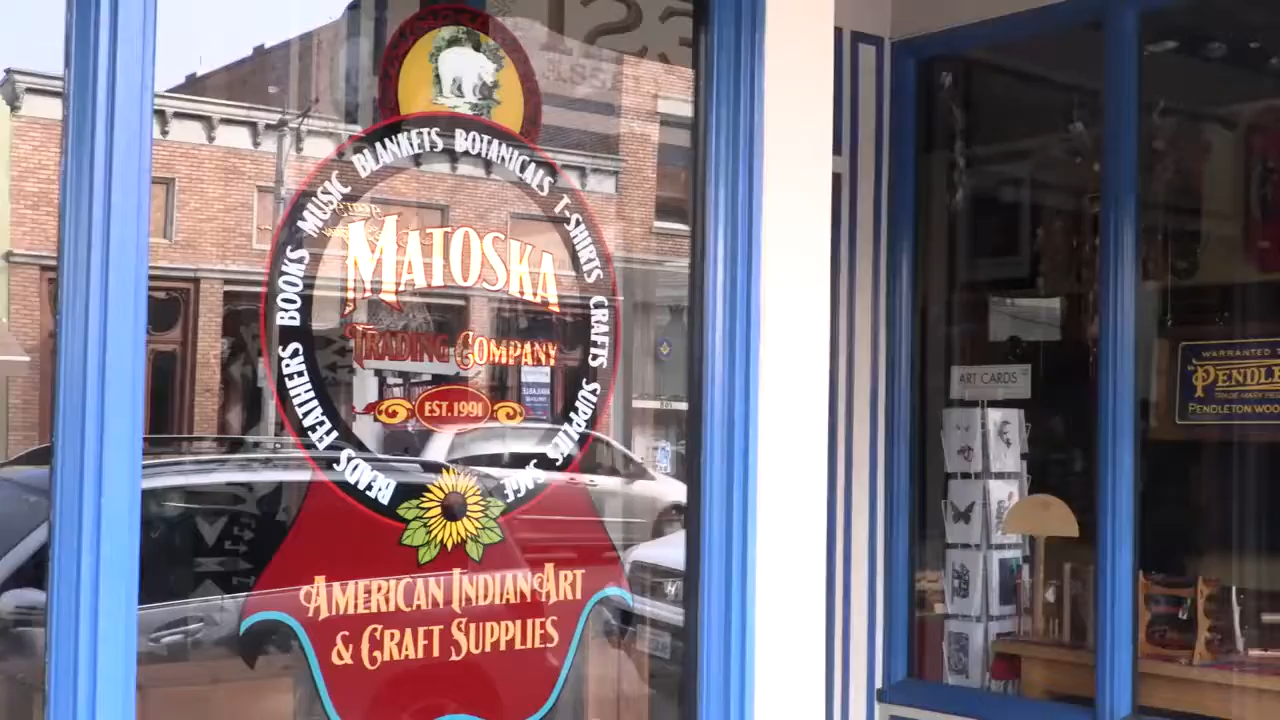 BEADS FEATHERS BOOKS MUSIC BLANKETS BOTANICALS T-SHIRTS CRAFTS SUPPLIES SAGE
MATOSKA
TRADING COMPANY
EST. 1991
AMERICAN INDIAN ART
& CRAFT SUPPLIES
ART CARDS
WARRANTED
PENDLE
PENDLETON WOO